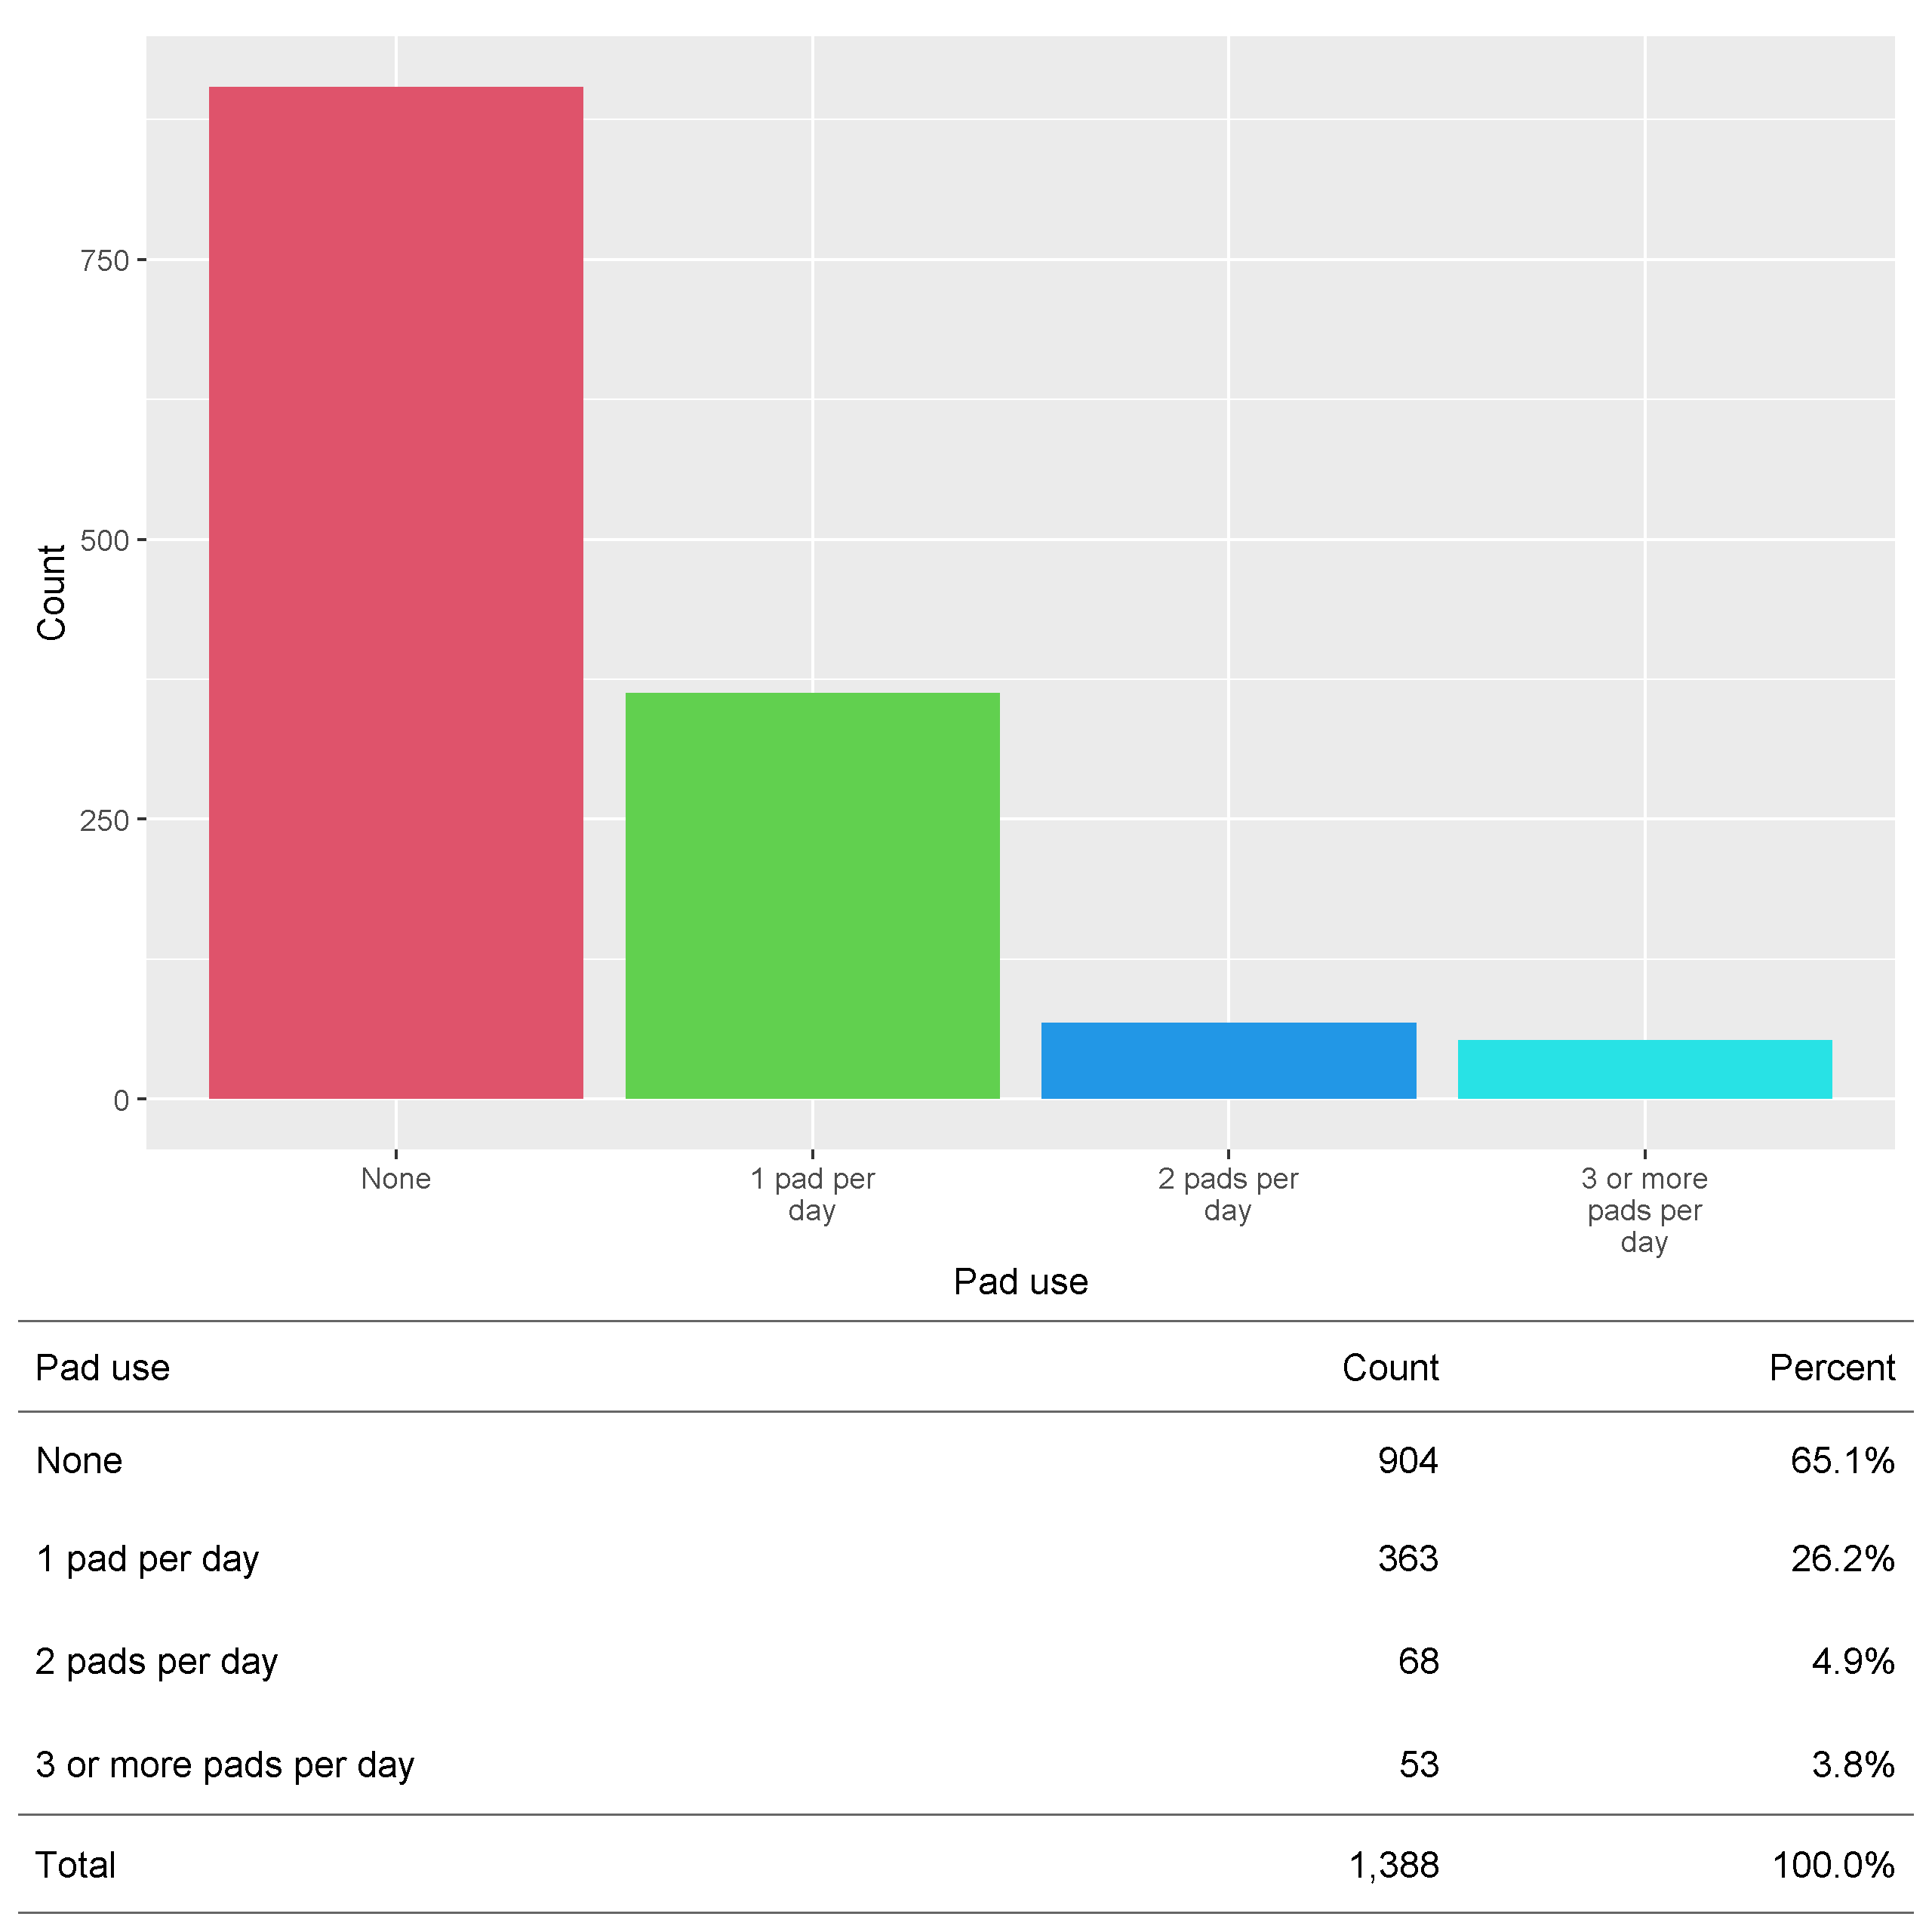 750
500
250
0
Count
None
1 pad per
day
2 pads per
day
3 or more
pads per
day
Pad use
Pad use Count Percent
None 904 65.1%
1 pad per day 363 26.2%
2 pads per day 68 4.9%
3 or more pads per day 53 3.8%
Total 1,388 100.0%